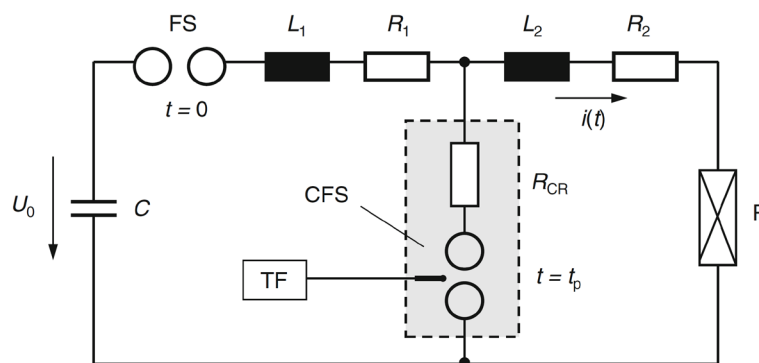 FS
L1
R1
L2
R2
t = 0
i(t)
U0
C
CFS
RCR
TF
t = tp